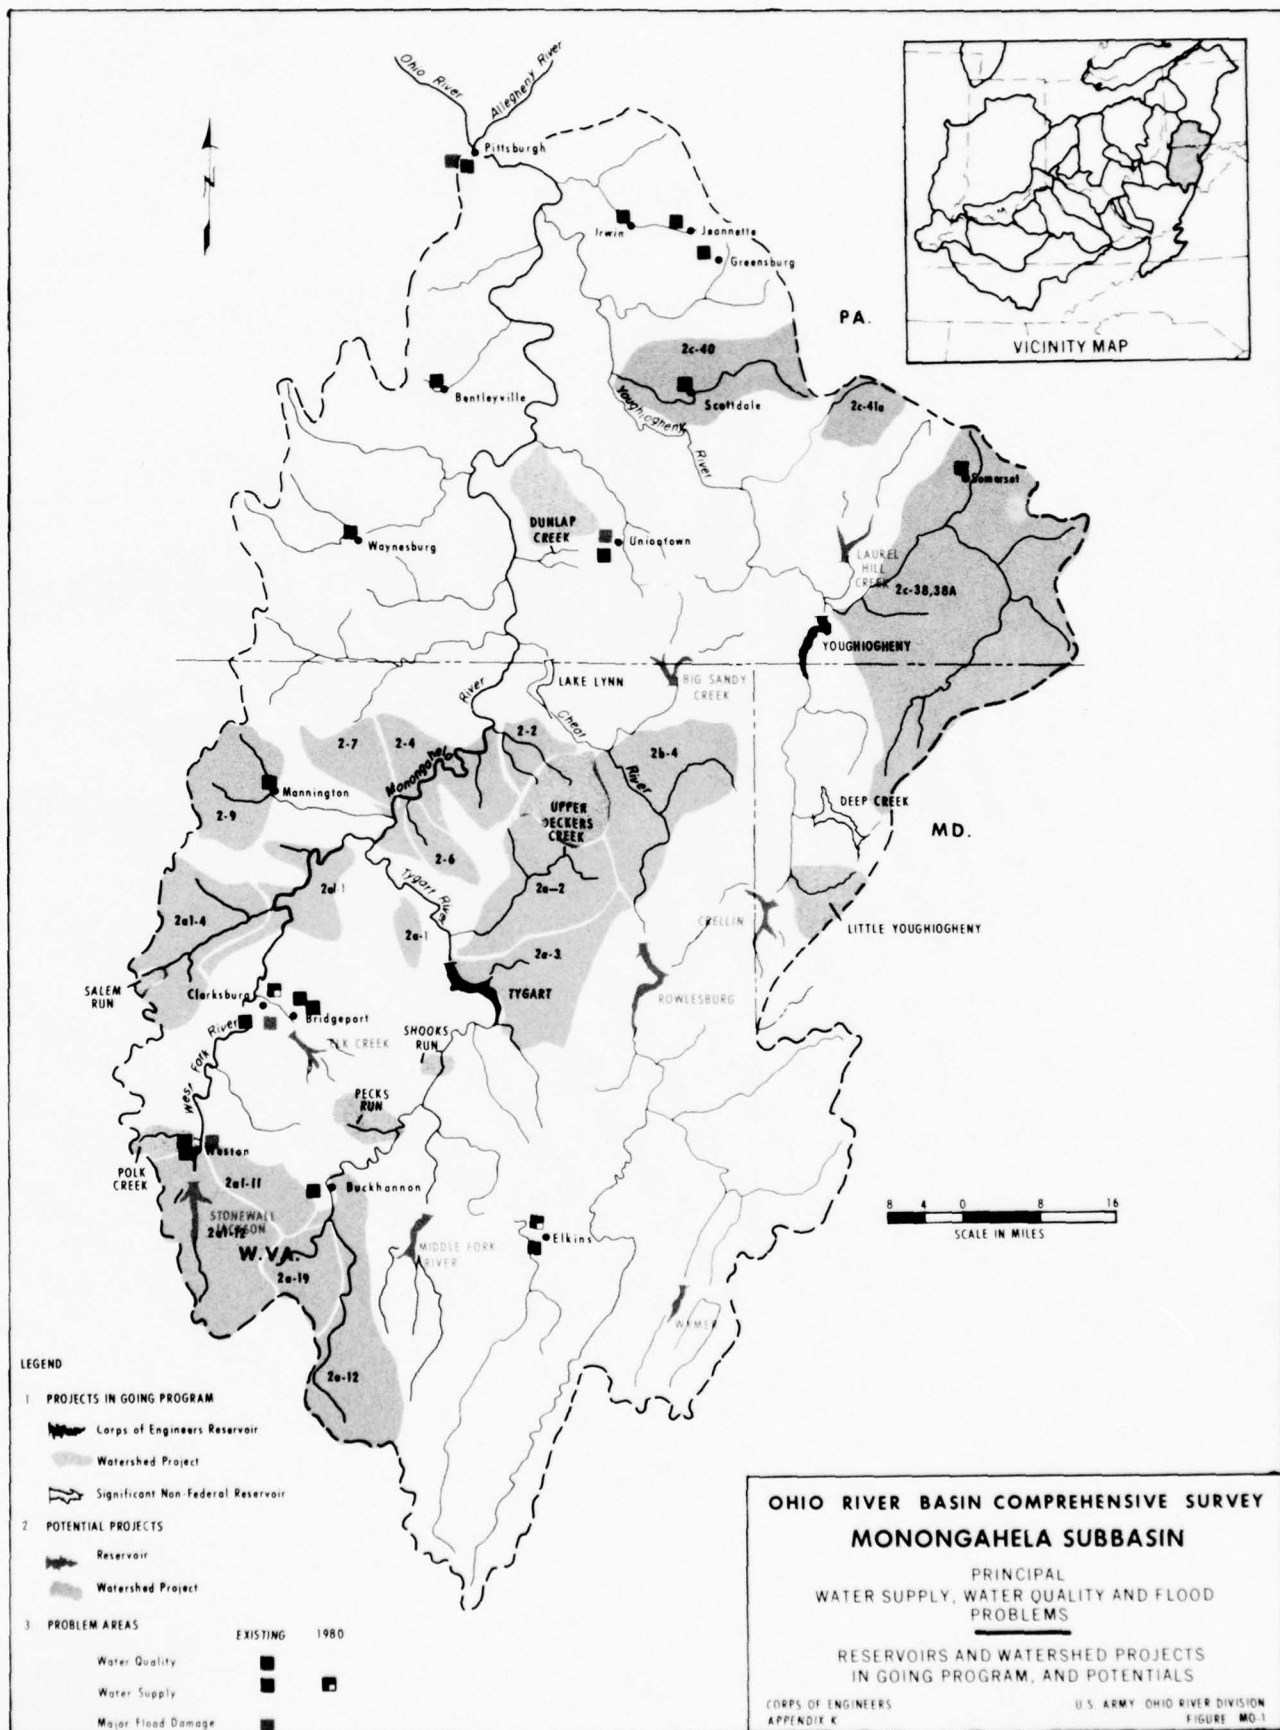 Ohio River
Allegheny River
Pittsburgh
Irwin
Jeannette
Greensburg
PA.
VICINITY MAP
2c-40
Scottdale
Bentleyville
Youghiogheny
River
2c-41a
Somerset
DUNLAP
CREEK
Uniontown
Waynesburg
LAUREL
HILL
CREEK
2c-38,38A
YOUGHIOGHENY
LAKE LYNN
BIG SANDY
CREEK
River
Cheat
River
2-7
2-4
2-2
2b-4
Monongahela
Mannington
2-9
UPPER
DECKERS
CREEK
DEEP CREEK
MD.
2-6
2a1-1
Tygart River
2a-2
2a1-4
2a-1
CRELLIN
LITTLE YOUGHIOGHENY
2a-3
SALEM
RUN
Clarksburg
TYGART
ROWLESBURG
Bridgeport
SHOOKS
RUN
ELK CREEK
West Fork River
PECKS
RUN
Weston
POLK
CREEK
2a1-11
Buckhannon
STONEWALL
JACKSON
2a1-12
W.VA.
MIDDLE FORK
RIVER
Elkins
8 4 0 8 16
SCALE IN MILES
2a-19
WYMER
2a-12
LEGEND
1 PROJECTS IN GOING PROGRAM
Corps of Engineers Reservoir
Watershed Project
Significant Non-Federal Reservoir
2 POTENTIAL PROJECTS
Reservoir
Watershed Project
3 PROBLEM AREAS
EXISTING 1980
Water Quality
Water Supply
Major Flood Damage
OHIO RIVER BASIN COMPREHENSIVE SURVEY
MONONGAHELA SUBBASIN
PRINCIPAL
WATER SUPPLY, WATER QUALITY AND FLOOD
PROBLEMS
RESERVOIRS AND WATERSHED PROJECTS
IN GOING PROGRAM, AND POTENTIALS
CORPS OF ENGINEERS U.S. ARMY OHIO RIVER DIVISION
APPENDIX K FIGURE MO-1